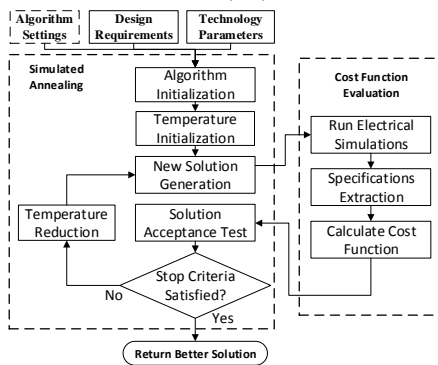 Algorithm
Settings
Design
Requirements
Technology
Parameters
Simulated
Annealing
Algorithm
Initialization
Temperature
Initialization
New Solution
Generation
Temperature
Reduction
Solution
Acceptance Test
Stop Criteria
Satisfied?
No
Yes
Return Better Solution
Cost Function
Evaluation
Run Electrical
Simulations
Specifications
Extraction
Calculate Cost
Function